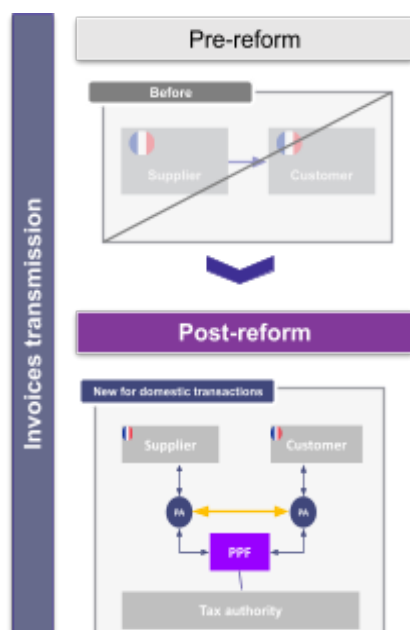 Invoices transmission
Pre-reform
Before
Supplier
Customer
Post-reform
New for domestic transactions
Supplier
Customer
PA
PA
PPF
Tax authority